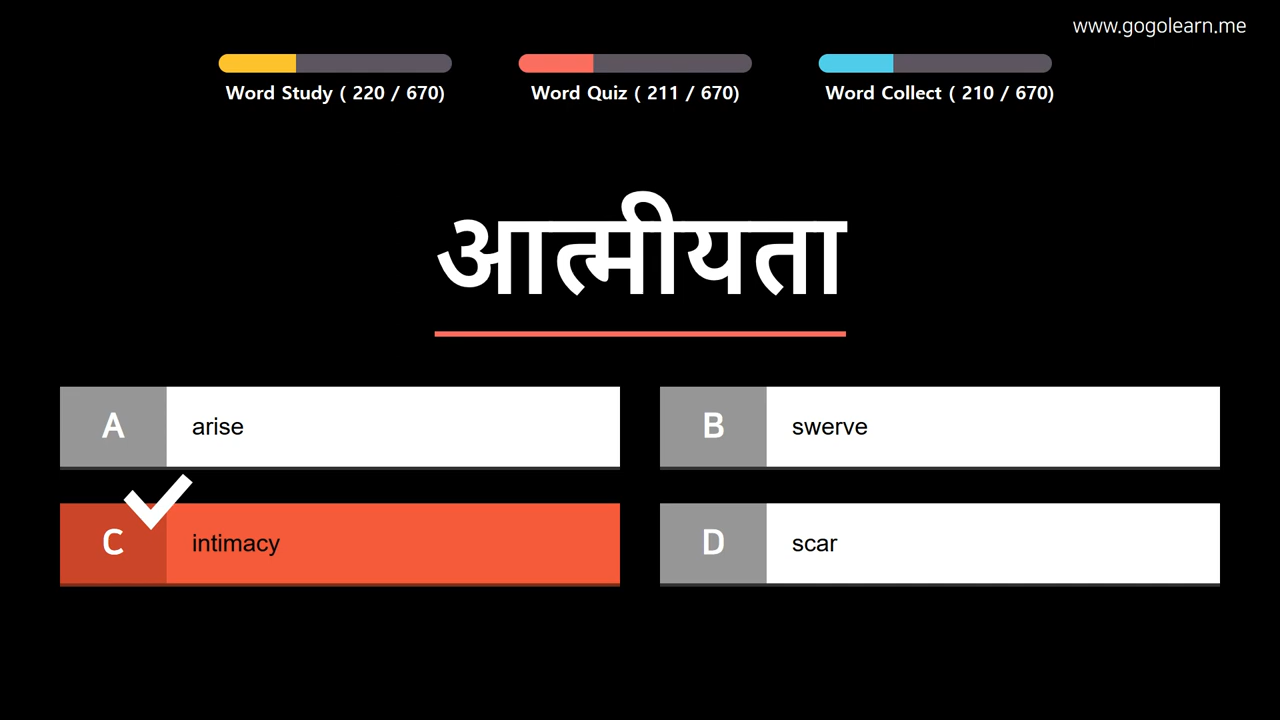 www.gogolearn.me
Word Study ( 220 / 670)
Word Quiz ( 211 / 670)
Word Collect ( 210 / 670)
आत्मीयता
A arise
B swerve
C intimacy
D scar